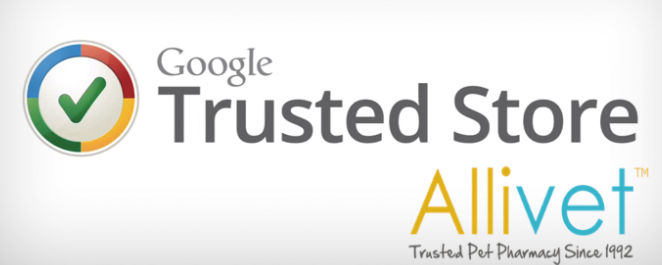 Google
Trusted Store
Allivet™
Trusted Pet Pharmacy Since 1992